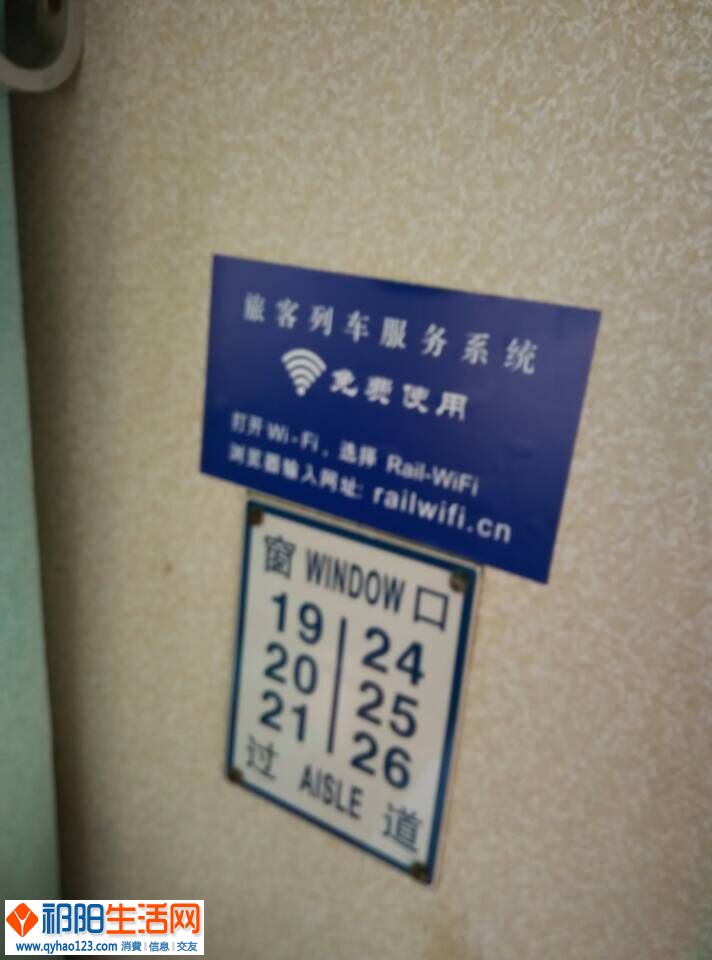 旅客列车服务系统
免费使用
打开Wi-Fi，选择 Rail-WiFi
浏览器输入网址: railwifi.cn
窗 WINDOW 口
19 | 24
20 | 25
21 | 26
过 AISLE 道
祁阳生活网
www.qyhao123.com 消费|信息|交友